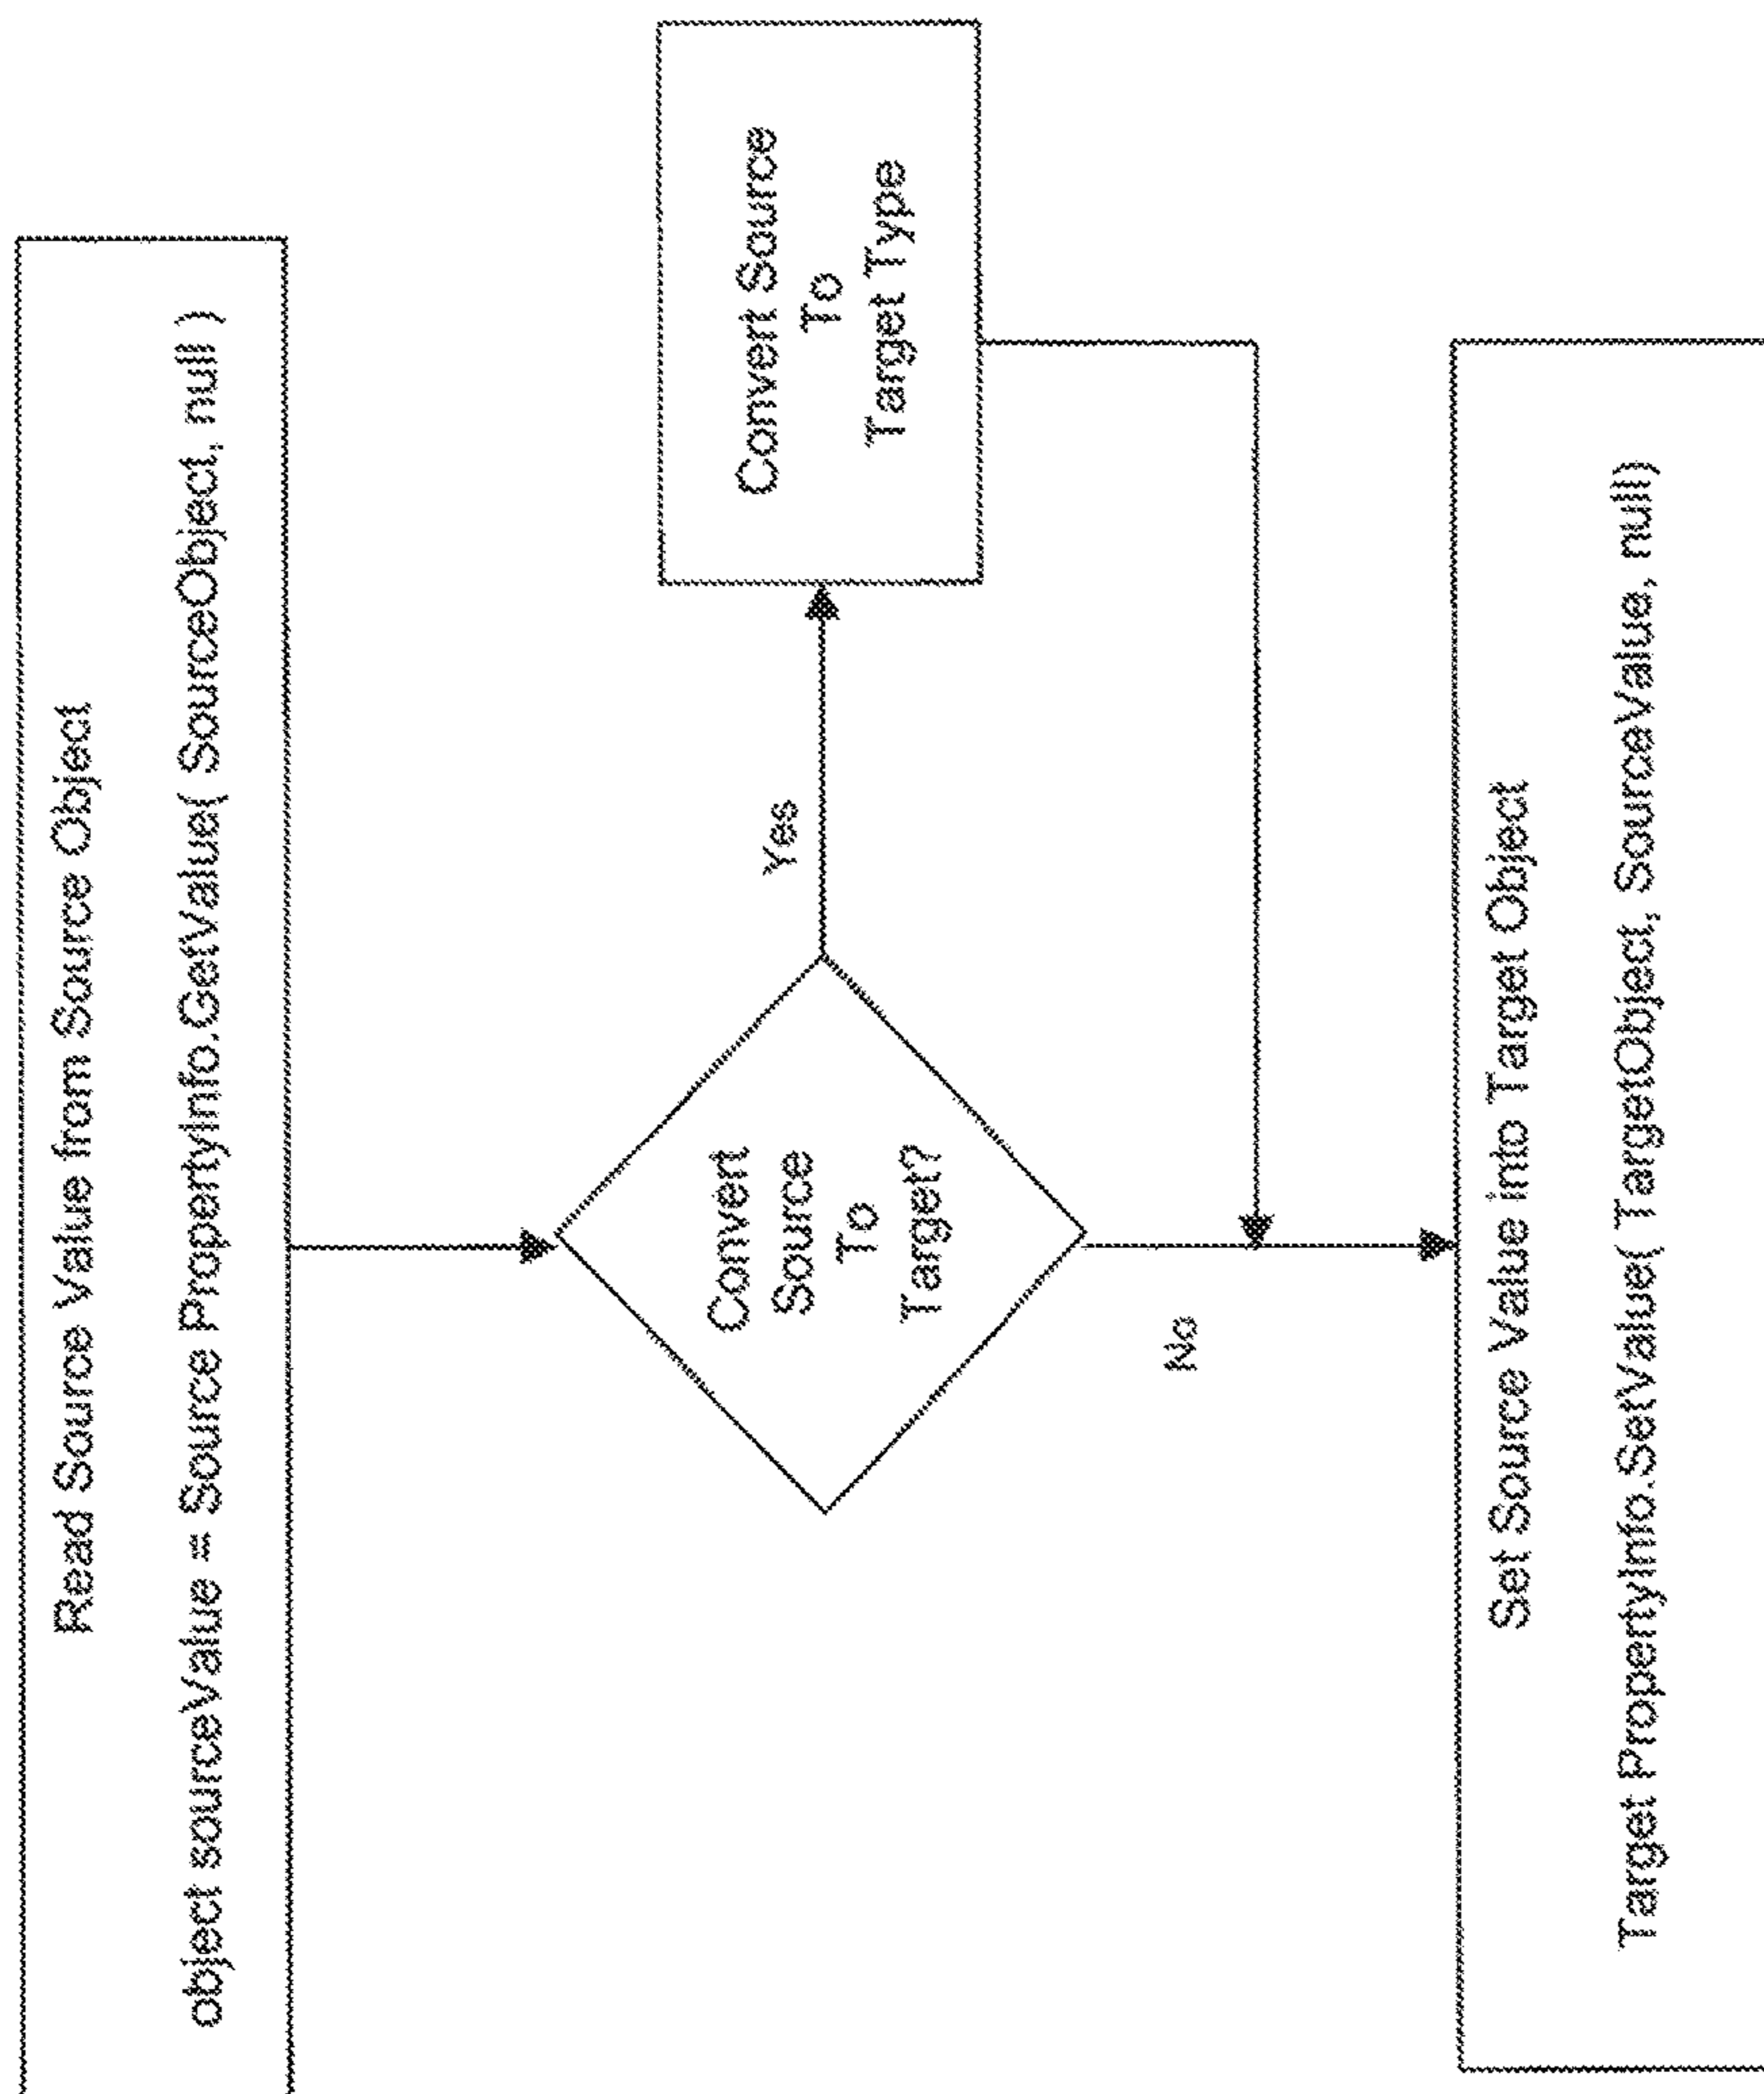 Read Source Value from Source Object
object sourceValue = Source PropertyInfo.GetValue( SourceObject, null )
Convert
Source
To
Target?
Yes
Convert Source
To
Target Type
No
Set Source Value into Target Object
Target PropertyInfo.SetValue( TargetObject, SourceValue, null)